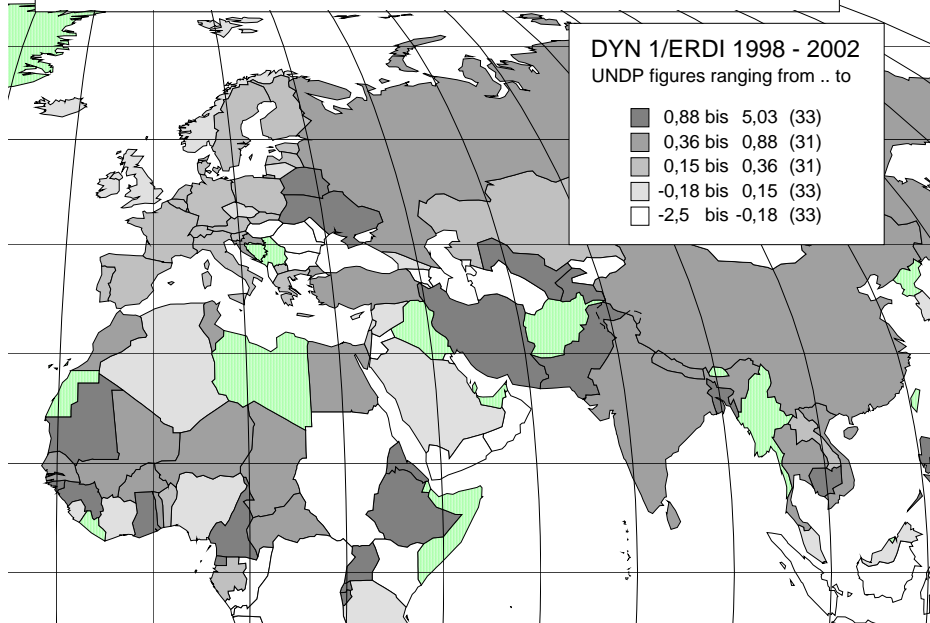 DYN 1/ERDI 1998 - 2002
UNDP figures ranging from .. to
0,88 bis 5,03 (33)
0,36 bis 0,88 (31)
0,15 bis 0,36 (31)
-0,18 bis 0,15 (33)
-2,5 bis -0,18 (33)